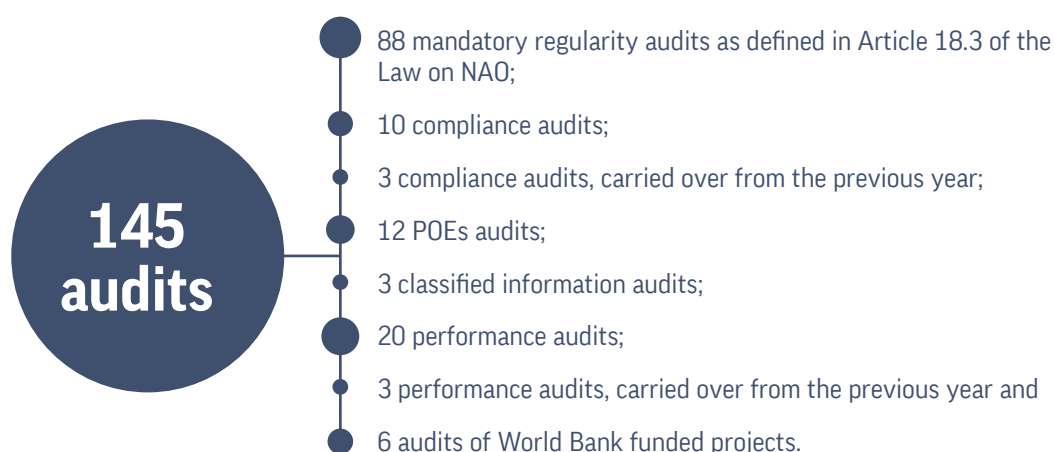 88 mandatory regularity audits as defined in Article 18.3 of the
Law on NAO;
10 compliance audits;
3 compliance audits, carried over from the previous year;
145
audits
12 POEs audits;
3 classified information audits;
20 performance audits;
3 performance audits, carried over from the previous year and
6 audits of World Bank funded projects.